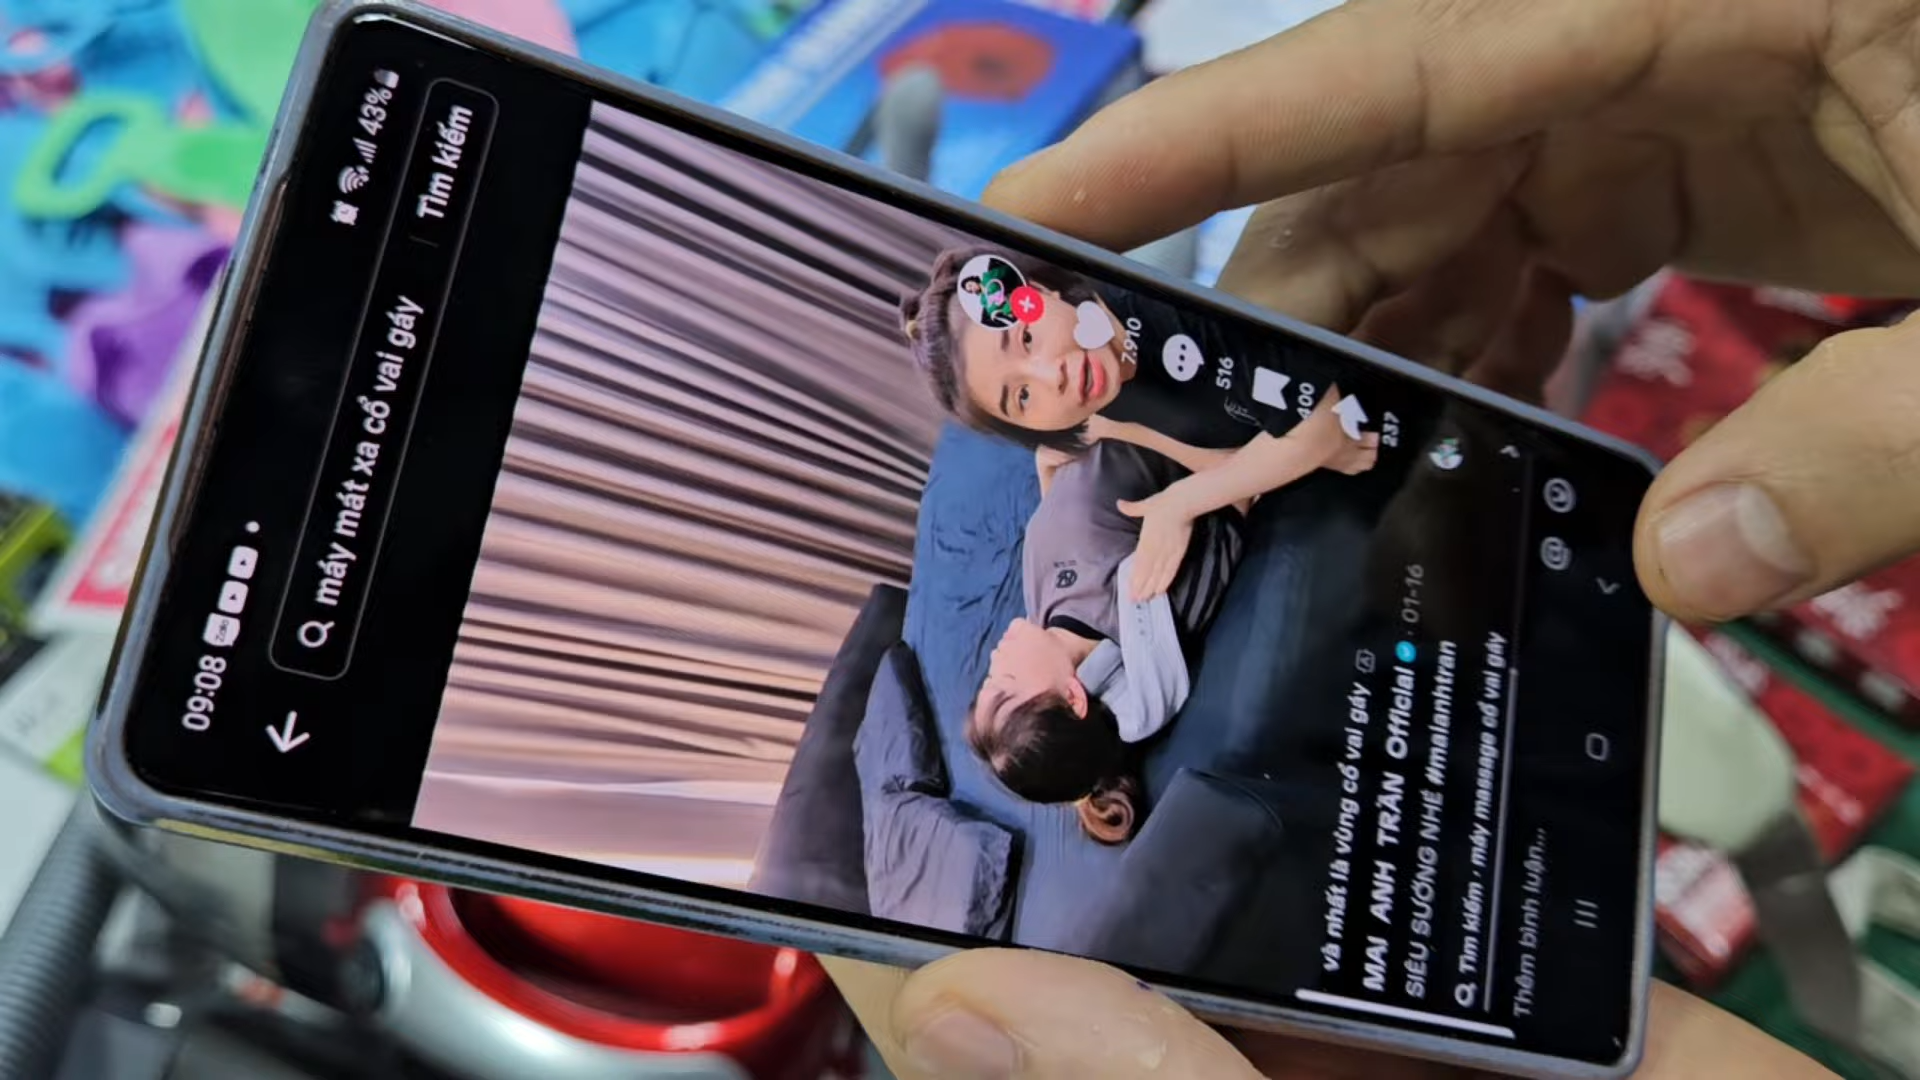 09:08
Zalo
43%
máy mát xa cổ vai gáy
Tìm kiếm
7.910
516
400
237
và nhất là vùng cổ vai gáy
MAI ANH TRẦN Official · 01-16
SIÊU SƯỚNG NHÉ #maianhtran
Tìm kiếm · máy massage cổ vai gáy
Thêm bình luận...